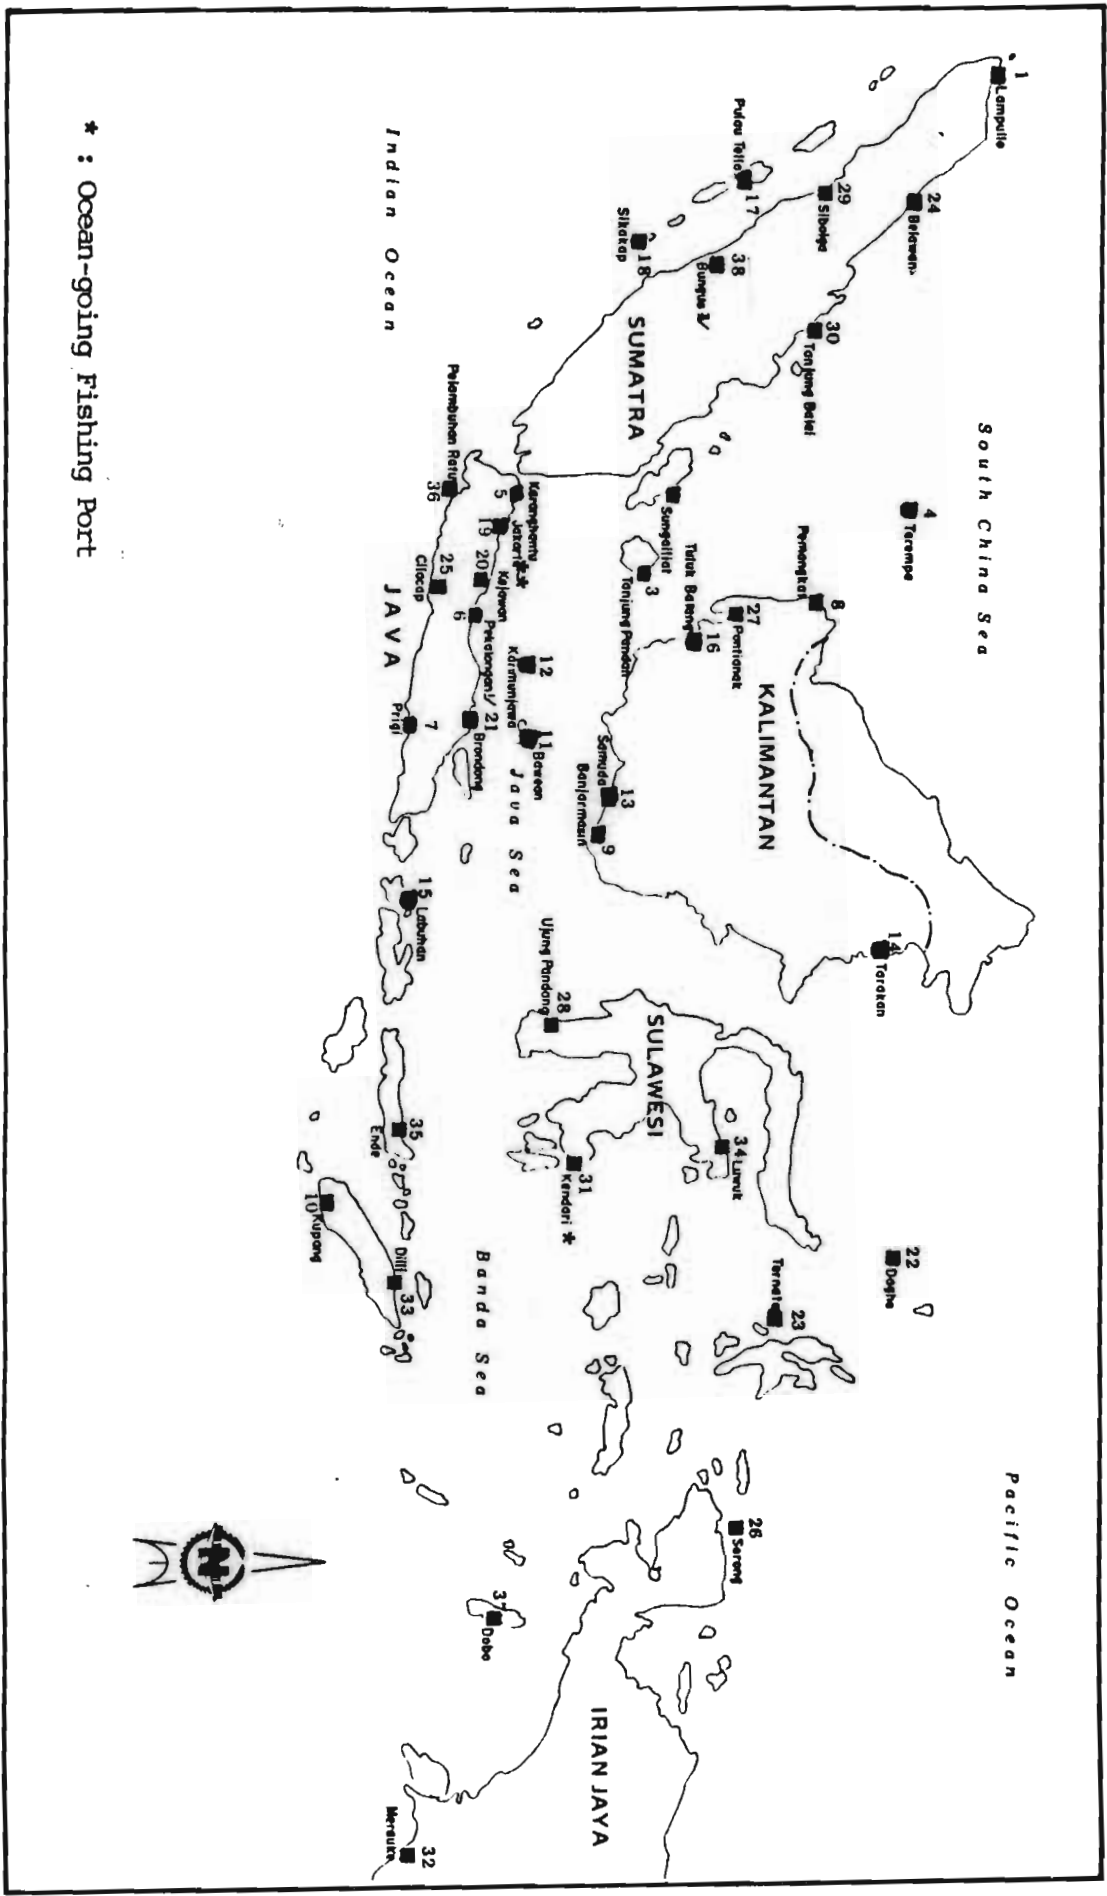 1
Lampulo
24
Belawan
29
Sibolga
Pulau Tello
17
Sikakap
18
38
Bungus 2/
30
Tanjung Balai
SUMATRA
Indian Ocean
South China Sea
4
Tarempa
Sungailiat
3
Tanjung Pandan
Pemangkat
8
27
Pontianak
Teluk Batang
16
KALIMANTAN
Samuda
13
Banjarmasin
9
14
Tarakan
Pelambuhan Ratu
36
5
Karanghantu
19
Jakarta **
20
Kejawan
25
Cilacap
6
Pekalongan 1/
12
Karimunjawa
11
Bawean
21
Brondong
7
Prigi
JAVA
Java Sea
15
Labuhan
Ujung Pandang
28
SULAWESI
34
Luwuk
31
Kendari *
35
Ende
10
Kupang
Dilli
33
Banda Sea
22
Dagho
Ternate
23
Pacific Ocean
26
Sorong
37
Dobo
IRIAN JAYA
Merauke
32
N
* : Ocean-going Fishing Port